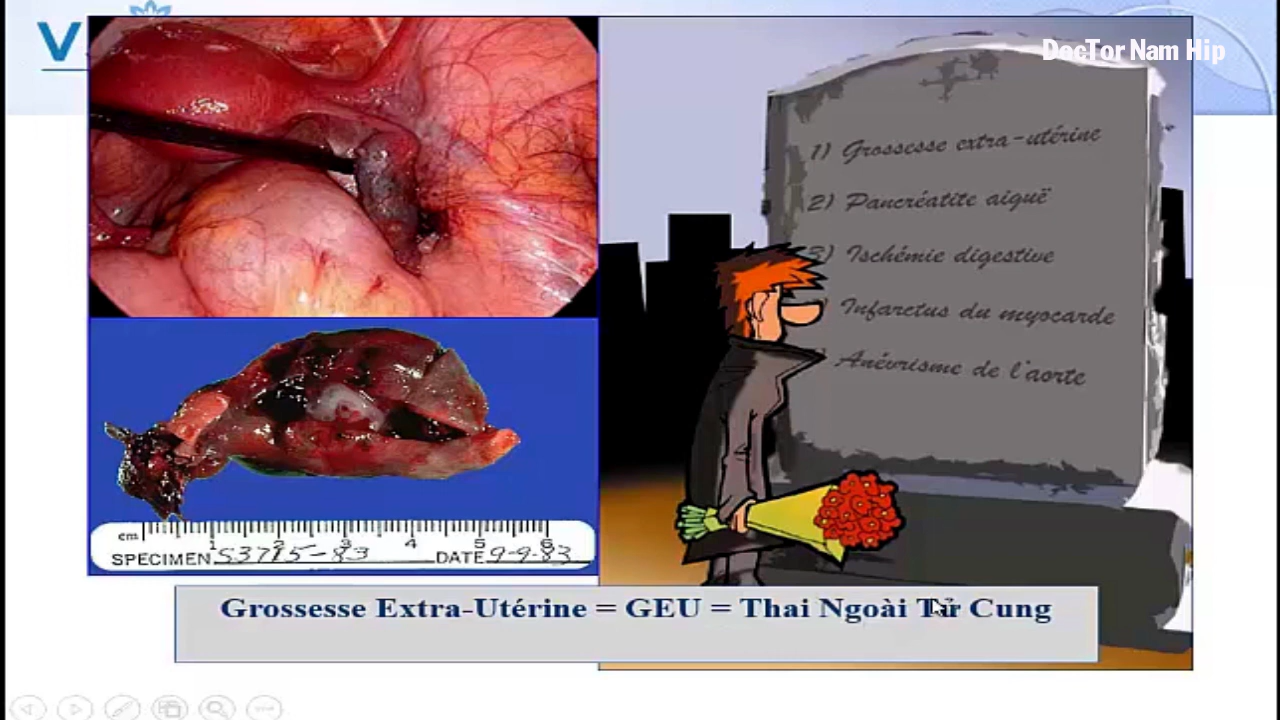 DocTor Nam Hip
1) Grossesse extra-utérine
2) Pancréatite aiguë
3) Ischémie digestive
Infarctus du myocarde
Anévrisme de l'aorte
cm 1 2 3 4 5 6
SPECIMEN S3715-83 DATE 9-9-83
Grossesse Extra-Utérine = GEU = Thai Ngoài Tử Cung